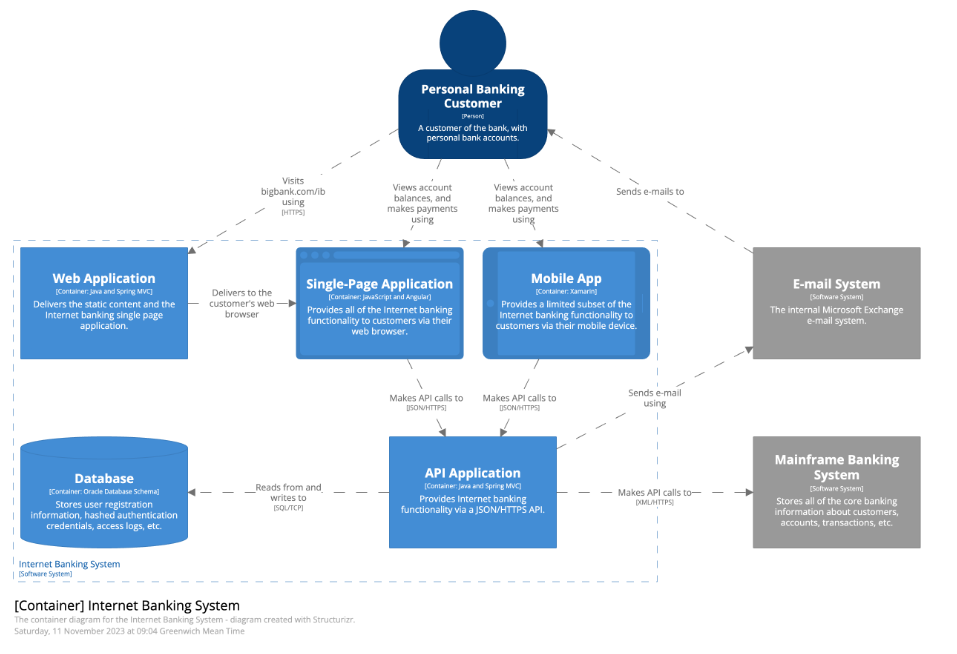 Personal Banking
Customer
[Person]
A customer of the bank, with
personal bank accounts.
Visits
bigbank.com/ib
using
[HTTPS]
Views account
balances, and
makes payments
using
Views account
balances, and
makes payments
using
Sends e-mails to
Web Application
[Container: Java and Spring MVC]
Delivers the static content and the
Internet banking single page
application.
Delivers to the
customer's web
browser
Single-Page Application
[Container: JavaScript and Angular]
Provides all of the Internet banking
functionality to customers via their
web browser.
Mobile App
[Container: Xamarin]
Provides a limited subset of the
Internet banking functionality to
customers via their mobile device.
E-mail System
[Software System]
The internal Microsoft Exchange
e-mail system.
Makes API calls to
[JSON/HTTPS]
Makes API calls to
[JSON/HTTPS]
Sends e-mail
using
Database
[Container: Oracle Database Schema]
Stores user registration
information, hashed authentication
credentials, access logs, etc.
Reads from and
writes to
[SQL/TCP]
API Application
[Container: Java and Spring MVC]
Provides Internet banking
functionality via a JSON/HTTPS API.
Makes API calls to
[XML/HTTPS]
Mainframe Banking
System
[Software System]
Stores all of the core banking
information about customers,
accounts, transactions, etc.
Internet Banking System
[Software System]
[Container] Internet Banking System
The container diagram for the Internet Banking System - diagram created with Structurizr.
Saturday, 11 November 2023 at 09:04 Greenwich Mean Time